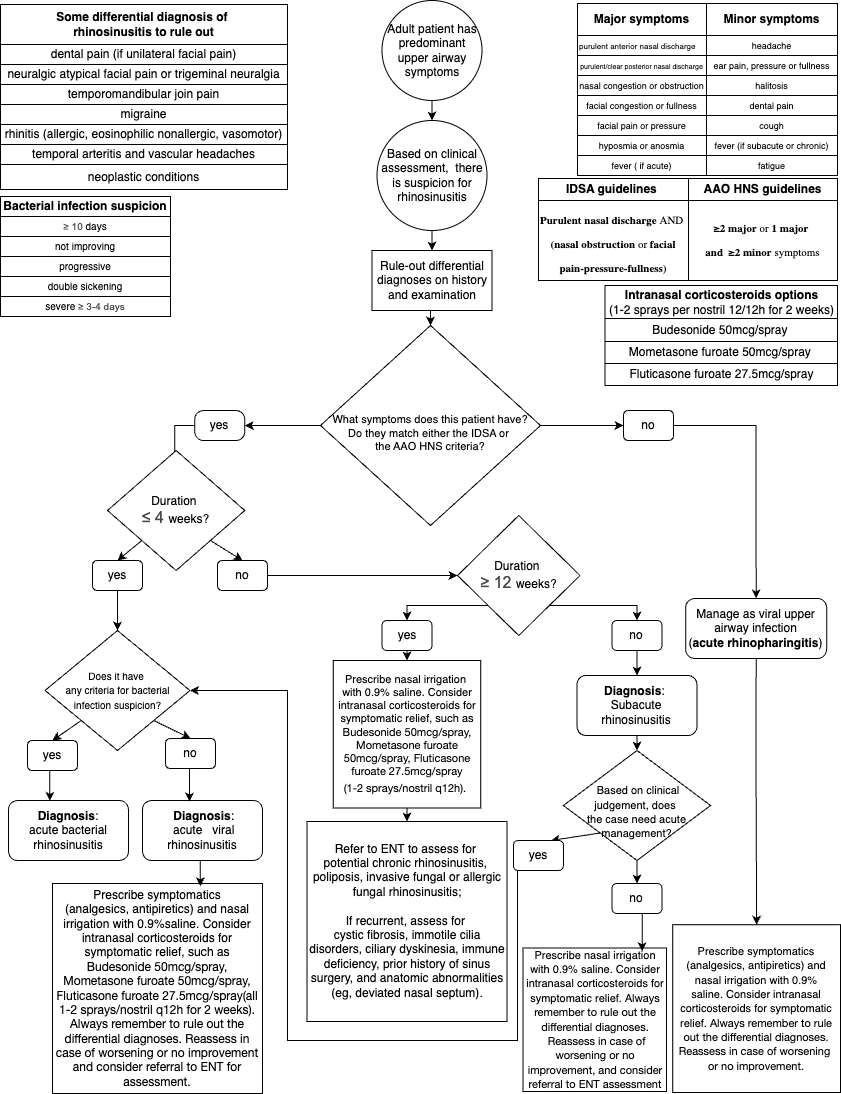 Some differential diagnosis of
rhinosinusitis to rule out
dental pain (if unilateral facial pain)
neuralgic atypical facial pain or trigeminal neuralgia
temporomandibular join pain
migraine
rhinitis (allergic, eosinophilic nonallergic, vasomotor)
temporal arteritis and vascular headaches
neoplastic conditions
Bacterial infection suspicion
≥ 10 days
not improving
progressive
double sickening
severe ≥ 3-4 days
Adult patient has
predominant
upper airway
symptoms
Based on clinical
assessment, there
is suspicion for
rhinosinusitis
Rule-out differential
diagnoses on history
and examination
Major symptoms
Minor symptoms
purulent anterior nasal discharge
headache
purulent/clear posterior nasal discharge
ear pain, pressure or fullness
nasal congestion or obstruction
halitosis
facial congestion or fullness
dental pain
facial pain or pressure
cough
hyposmia or anosmia
fever (if subacute or chronic)
fever ( if acute)
fatigue
IDSA guidelines
AAO HNS guidelines
Purulent nasal discharge AND
(nasal obstruction or facial
pain-pressure-fullness)
≥2 major or 1 major
and ≥2 minor symptoms
Intranasal corticosteroids options
(1-2 sprays per nostril 12/12h for 2 weeks)
Budesonide 50mcg/spray
Mometasone furoate 50mcg/spray
Fluticasone furoate 27.5mcg/spray
What symptoms does this patient have?
Do they match either the IDSA or
the AAO HNS criteria?
yes
no
Duration
≤ 4 weeks?
yes
no
Duration
≥ 12 weeks?
yes
no
Manage as viral upper
airway infection
(acute rhinopharingitis)
Does it have
any criteria for bacterial
infection suspicion?
yes
no
Diagnosis:
acute bacterial
rhinosinusitis
Diagnosis:
acute viral
rhinosinusitis
Prescribe symptomatics
(analgesics, antipiretics) and nasal
irrigation with 0.9%saline. Consider
intranasal corticosteroids for
symptomatic relief, such as
Budesonide 50mcg/spray,
Mometasone furoate 50mcg/spray,
Fluticasone furoate 27.5mcg/spray(all
1-2 sprays/nostril q12h for 2 weeks).
Always remember to rule out the
differential diagnoses. Reassess in
case of worsening or no improvement
and consider referral to ENT for
assessment.
Prescribe nasal irrigation
with 0.9% saline. Consider
intranasal corticosteroids for
symptomatic relief, such as
Budesonide 50mcg/spray,
Mometasone furoate
50mcg/spray, Fluticasone
furoate 27.5mcg/spray
(1-2 sprays/nostril q12h).
Refer to ENT to assess for
potential chronic rhinosinusitis,
poliposis, invasive fungal or allergic
fungal rhinosinusitis;
If recurrent, assess for
cystic fibrosis, immotile cilia
disorders, ciliary dyskinesia, immune
deficiency, prior history of sinus
surgery, and anatomic abnormalities
(eg, deviated nasal septum).
Diagnosis:
Subacute
rhinosinusitis
Based on clinical
judgement, does
the case need acute
management?
yes
no
Prescribe nasal irrigation
with 0.9% saline. Consider
intranasal corticosteroids for
symptomatic relief. Always
remember to rule out the
differential diagnoses.
Reassess in case of
worsening or no
improvement, and consider
referral to ENT assessment
Prescribe symptomatics
(analgesics, antipiretics) and
nasal irrigation with 0.9%
saline. Consider intranasal
corticosteroids for symptomatic
relief. Always remember to rule
out the differential diagnoses.
Reassess in case of worsening
or no improvement.